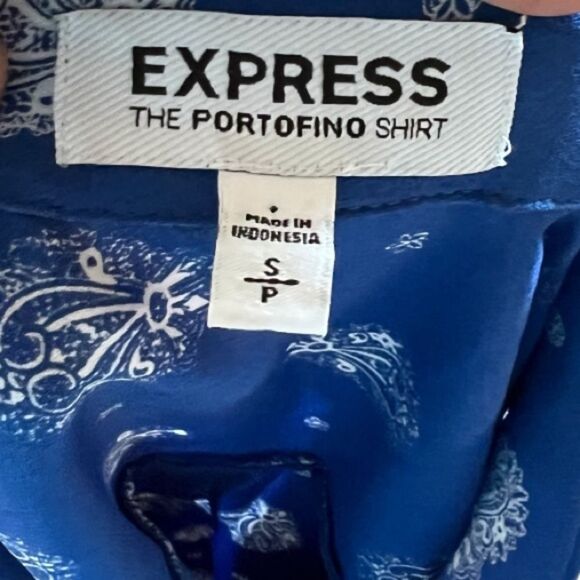 EXPRESS
THE PORTOFINO SHIRT
MADE IN
INDONESIA
S
P